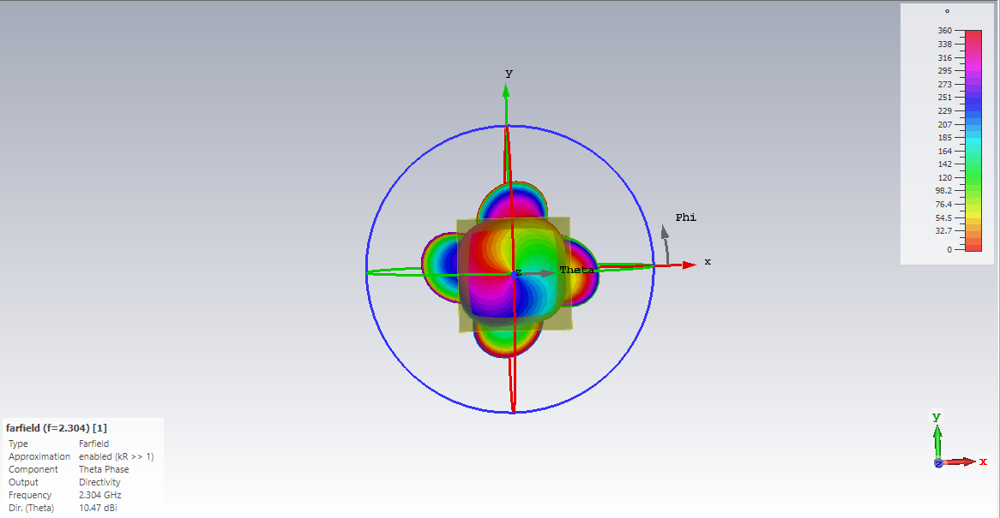 °
360
338
316
295
273
251
229
207
185
164
142
120
98.2
76.4
54.5
32.7
0
y
Phi
x
z
Theta
farfield (f=2.304) [1]
Type Farfield
Approximation enabled (kR >> 1)
Component Theta Phase
Output Directivity
Frequency 2.304 GHz
Dir. (Theta) 10.47 dBi
y
z
x